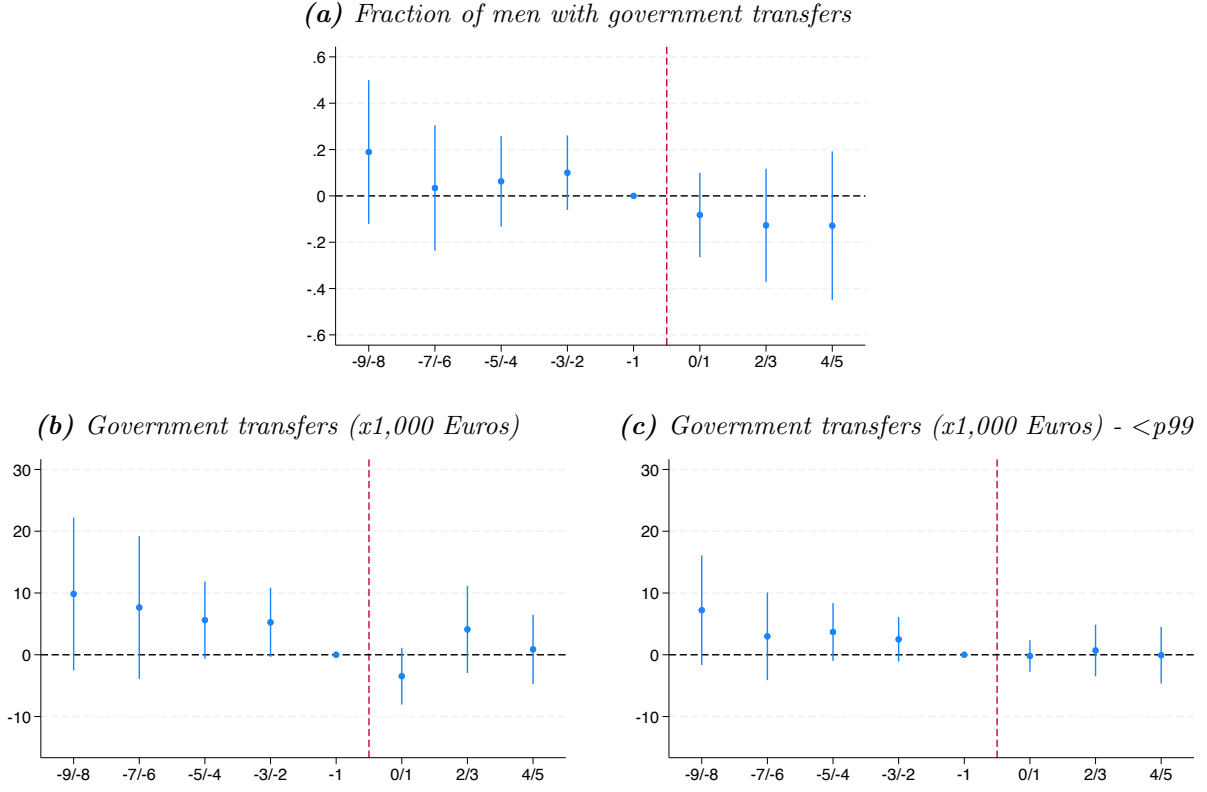 (a) Fraction of men with government transfers
.6
.4
.2
0
-.2
-.4
-.6
-9/-8 -7/-6 -5/-4 -3/-2 -1 0/1 2/3 4/5
(b) Government transfers (x1,000 Euros)
30
20
10
0
-10
-9/-8 -7/-6 -5/-4 -3/-2 -1 0/1 2/3 4/5
(c) Government transfers (x1,000 Euros) - <p99
30
20
10
0
-10
-9/-8 -7/-6 -5/-4 -3/-2 -1 0/1 2/3 4/5